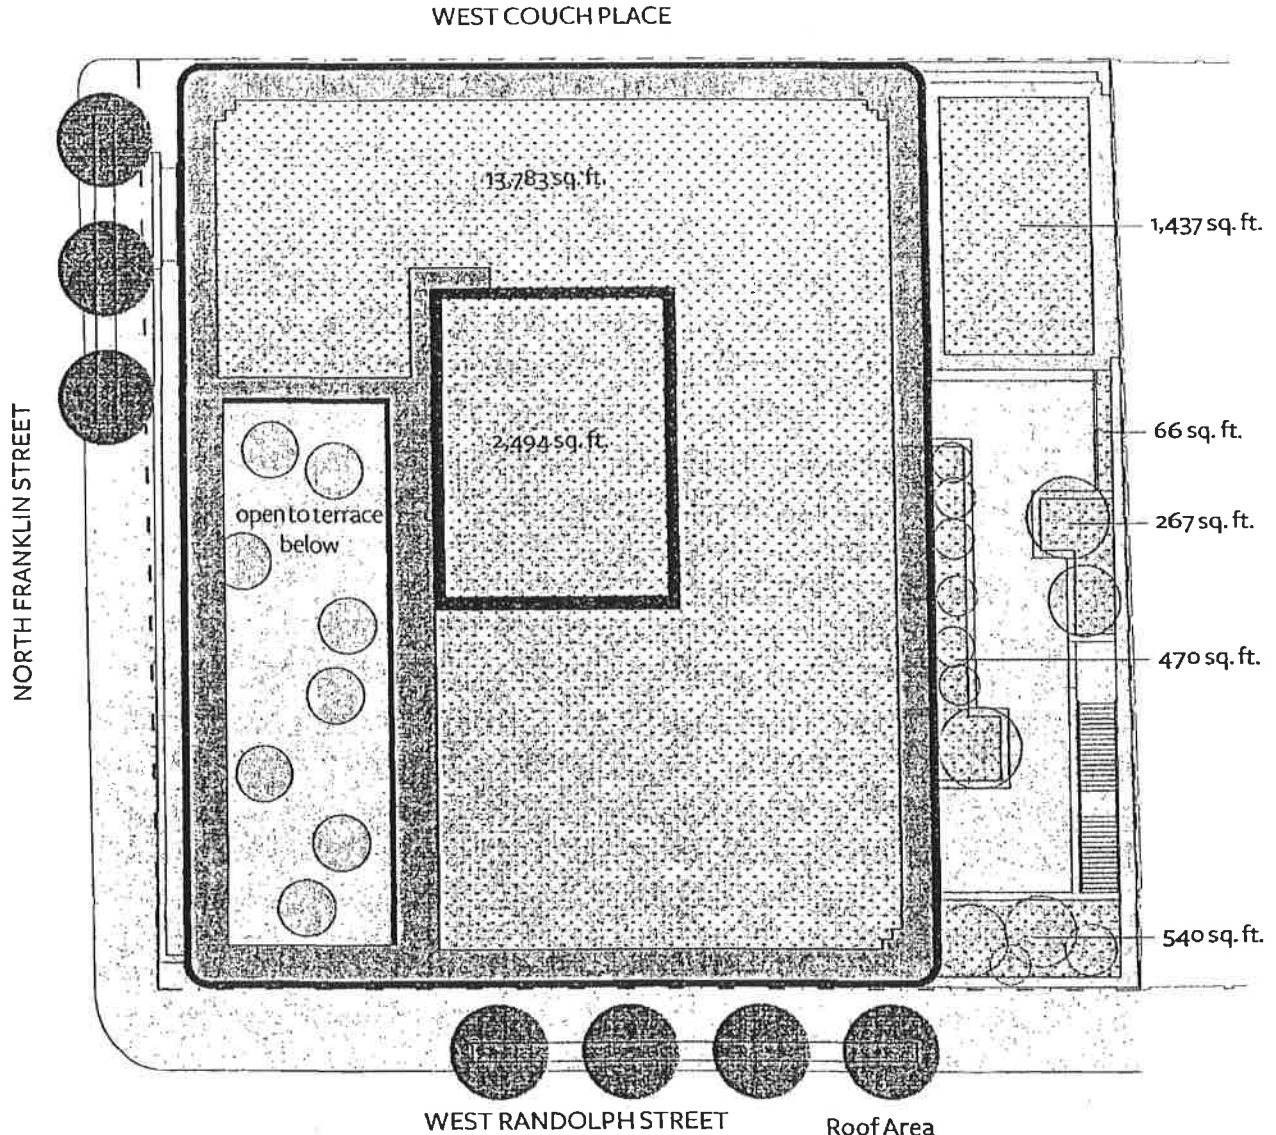 WEST COUCH PLACE
13,783 sq. ft.
1,437 sq. ft.
NORTH FRANKLIN STREET
66 sq. ft.
2,494 sq. ft.
open to terrace
below
267 sq. ft.
470 sq. ft.
540 sq. ft.
WEST RANDOLPH STREET
Roof Area